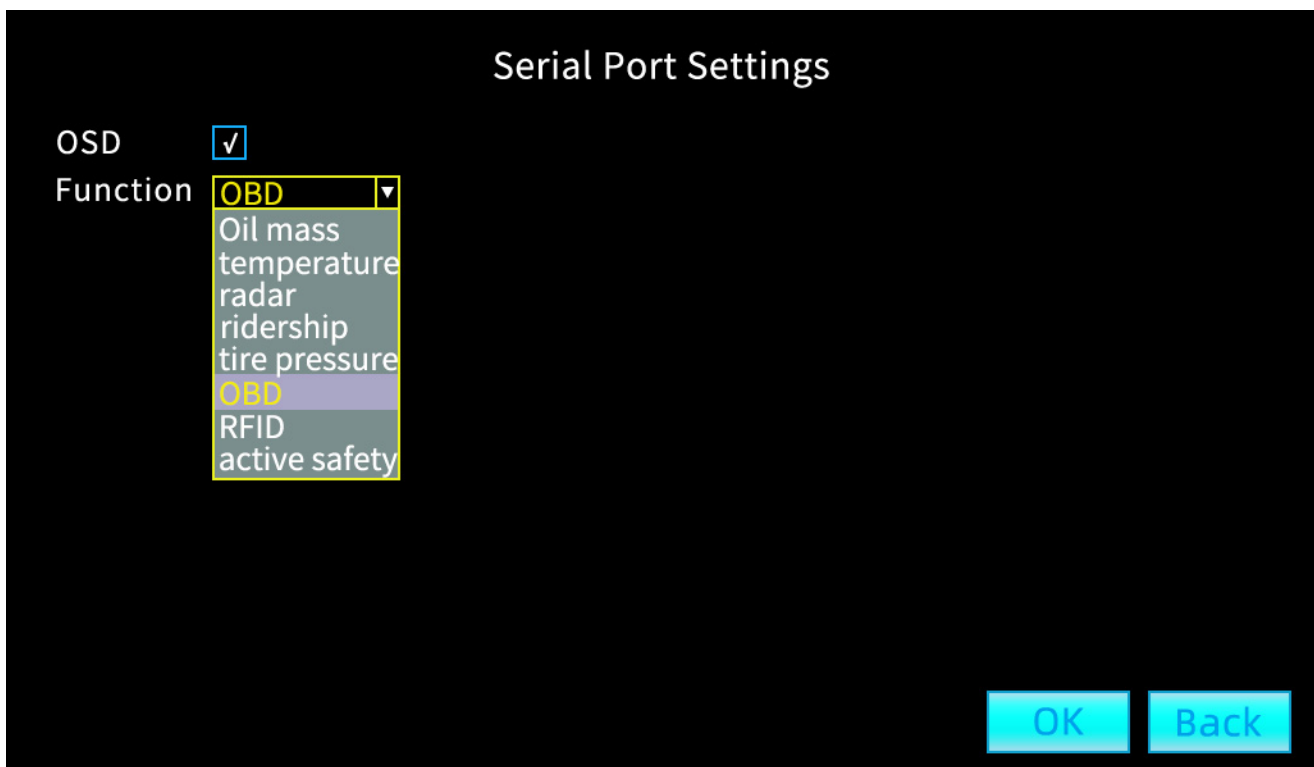 Serial Port Settings
OSD √
Function OBD ▼
Oil mass
temperature
radar
ridership
tire pressure
OBD
RFID
active safety
OK Back